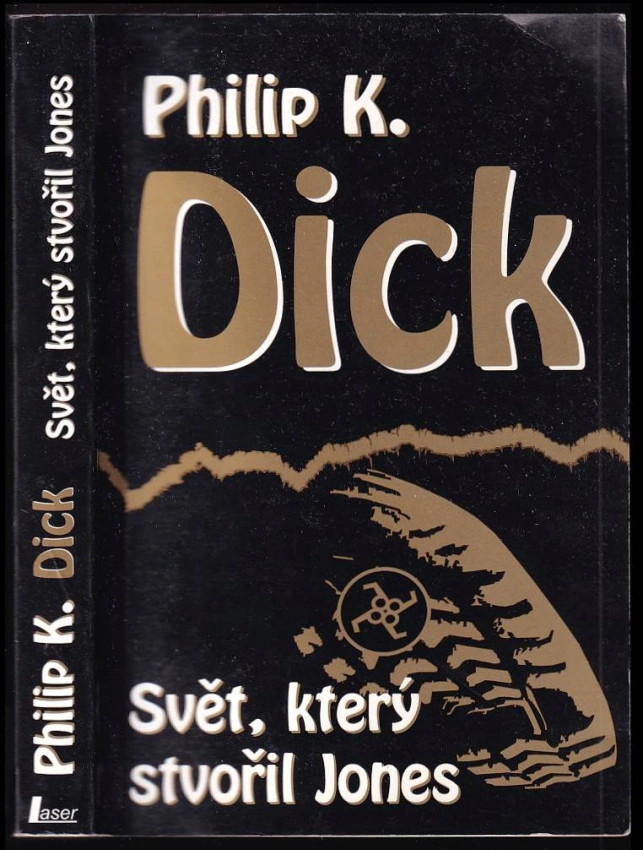 Philip K.
Dick
Svět, který
stvořil Jones
Philip K. Dick Svět, který stvořil Jones
Laser